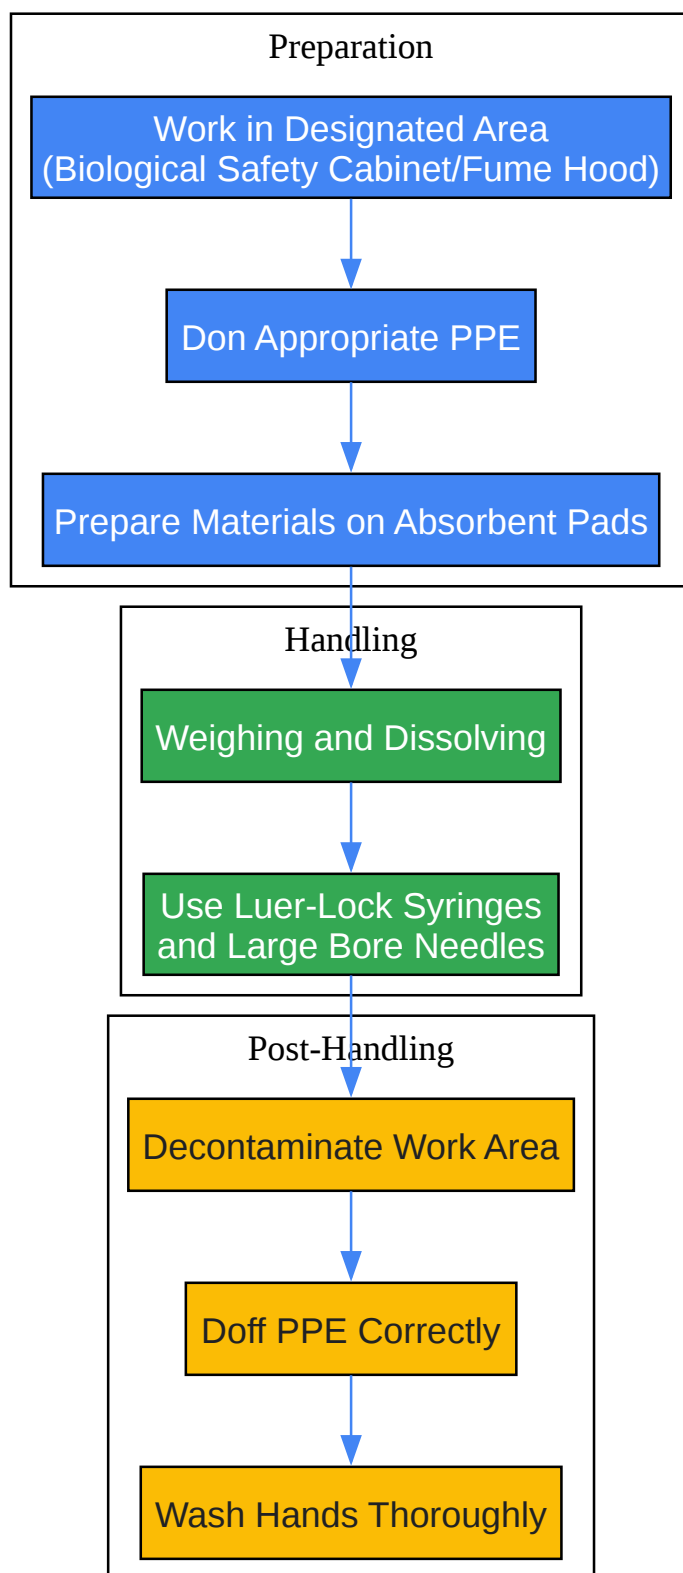 Preparation
Work in Designated Area
(Biological Safety Cabinet/Fume Hood)
Don Appropriate PPE
Prepare Materials on Absorbent Pads
Handling
Weighing and Dissolving
Use Luer-Lock Syringes
and Large Bore Needles
Post-Handling
Decontaminate Work Area
Doff PPE Correctly
Wash Hands Thoroughly